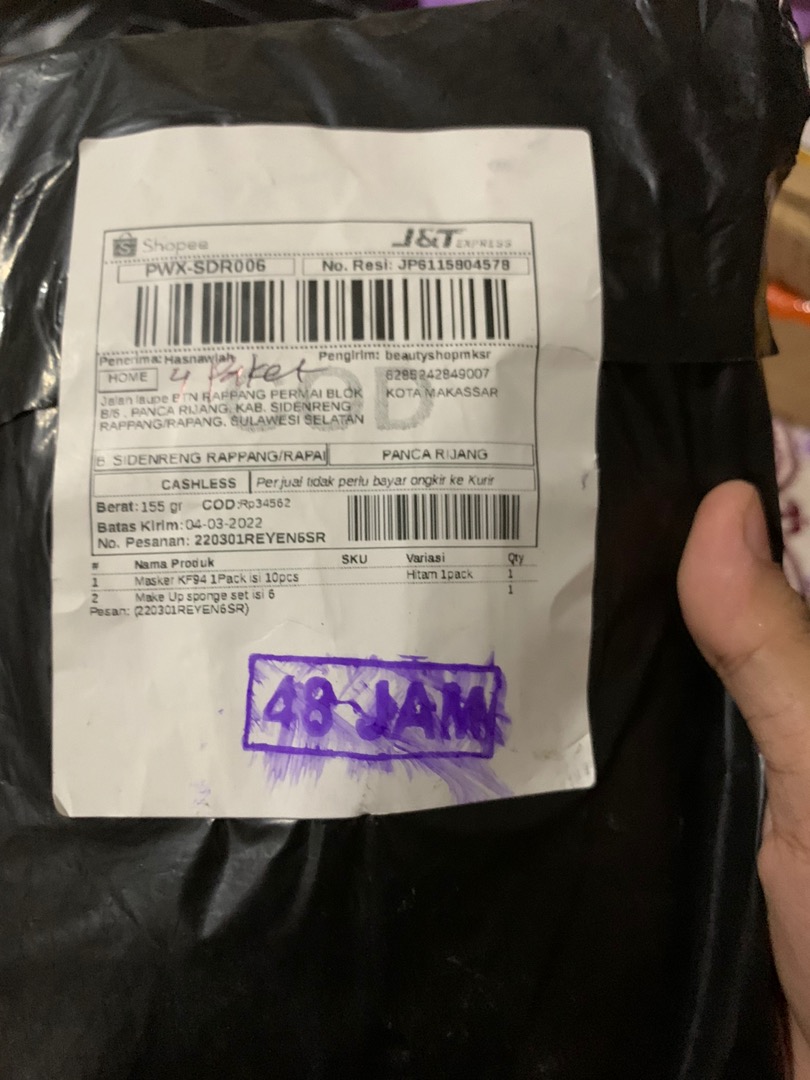 Shopee J&T EXPRESS
PWX-SDR006 No. Resi: JP6115804578
Penerima: Hasnawiah Pengirim: beautyshopmksr
HOME 4 Paket 6285242849007
Jalan laupe BTN RAPPANG PERMAI BLOK KOTA MAKASSAR
B/6 , PANCA RIJANG, KAB. SIDENRENG
RAPPANG/RAPANG, SULAWESI SELATAN
COD
B SIDENRENG RAPPANG/RAPAI PANCA RIJANG
CASHLESS Penjual tidak perlu bayar ongkir ke Kurir
Berat: 155 gr COD:Rp34562
Batas Kirim: 04-03-2022
No. Pesanan: 220301REYEN6SR
# Nama Produk SKU Variasi Qty
1 Masker KF94 1Pack isi 10pcs Hitam 1pack 1
2 Make Up sponge set isi 6 1
Pesan: (220301REYEN6SR)
48 JAM